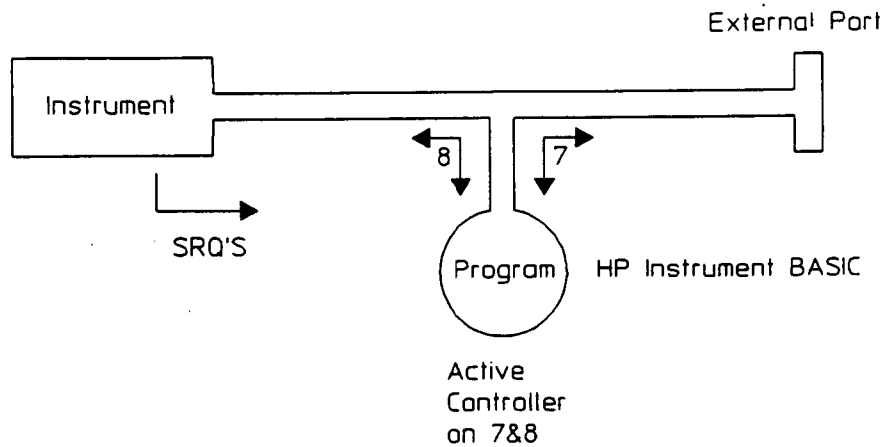 External Port
Instrument
8
7
SRQ'S
Program
HP Instrument BASIC
Active
Controller
on 7&8